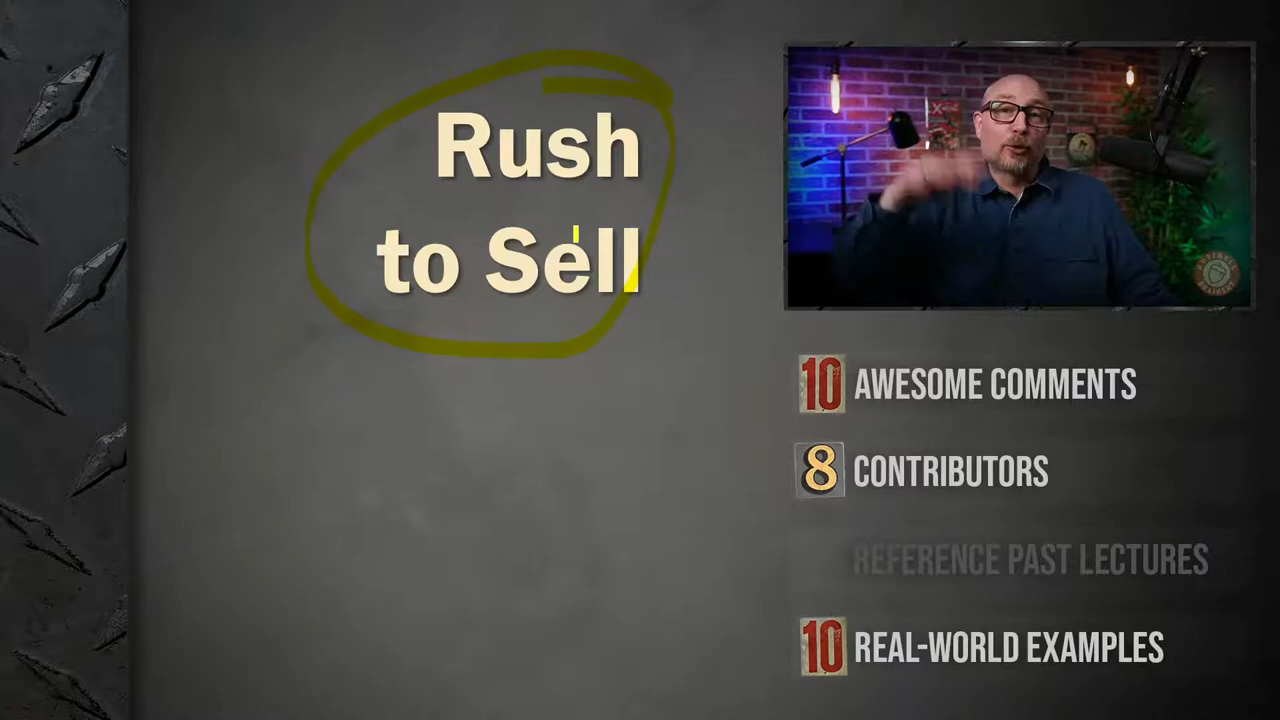 Rush
to Sell
10 AWESOME COMMENTS
8 CONTRIBUTORS
REFERENCE PAST LECTURES
10 REAL-WORLD EXAMPLES